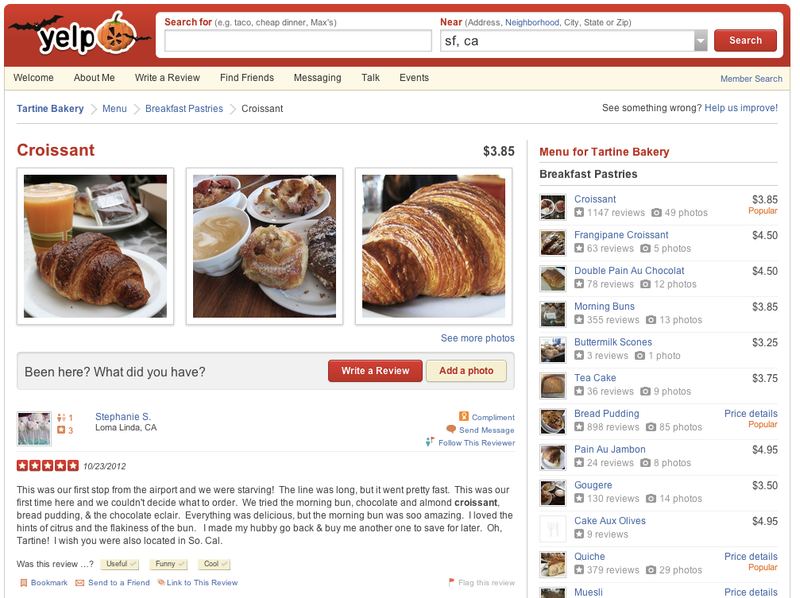 yelp
Search for (e.g. taco, cheap dinner, Max's)
Near (Address, Neighborhood, City, State or Zip)
sf, ca
Search
Welcome About Me Write a Review Find Friends Messaging Talk Events
Member Search
Tartine Bakery Menu Breakfast Pastries Croissant
See something wrong? Help us improve!
Croissant
$3.85
See more photos
Been here? What did you have?
Write a Review
Add a photo
1
3
Stephanie S.
Loma Linda, CA
Compliment
Send Message
Follow This Reviewer
10/23/2012
This was our first stop from the airport and we were starving! The line was long, but it went pretty fast. This was our
first time here and we couldn't decide what to order. We tried the morning bun, chocolate and almond croissant,
bread pudding, & the chocolate eclair. Everything was delicious, but the morning bun was soo amazing. I loved the
hints of citrus and the flakiness of the bun. I made my hubby go back & buy me another one to save for later. Oh,
Tartine! I wish you were also located in So. Cal.
Was this review ...? Useful Funny Cool
Bookmark Send to a Friend Link to This Review
Flag this review
Menu for Tartine Bakery
Breakfast Pastries
Croissant $3.85
1147 reviews 49 photos Popular
Frangipane Croissant $4.50
63 reviews 5 photos
Double Pain Au Chocolat $4.50
78 reviews 12 photos
Morning Buns $3.85
355 reviews 13 photos
Buttermilk Scones $3.25
3 reviews 1 photo
Tea Cake $3.75
36 reviews 9 photos
Bread Pudding Price details
898 reviews 85 photos Popular
Pain Au Jambon $4.95
24 reviews 8 photos
Gougere $3.50
130 reviews 14 photos
Cake Aux Olives $4.95
9 reviews
Quiche Price details
379 reviews 29 photos Popular
Muesli Price details